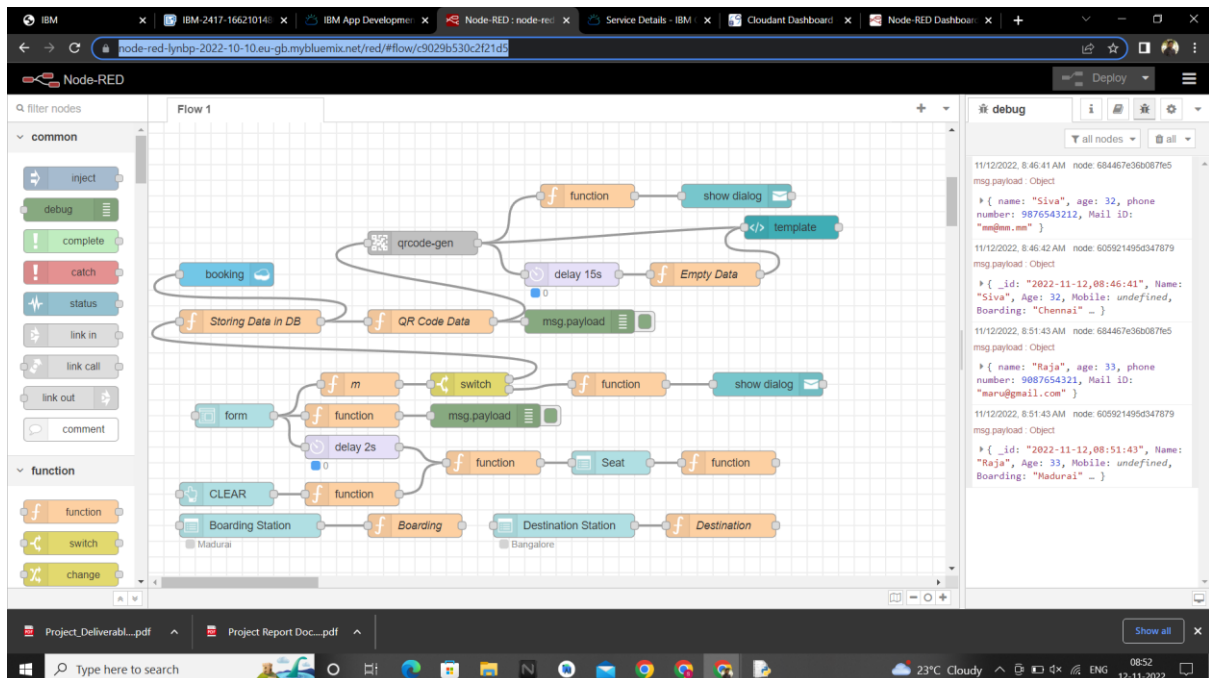 IBM
IBM-2417-166210148
IBM App Developmen
Node-RED : node-red
Service Details - IBM
Cloudant Dashboard
Node-RED Dashboar
node-red-lynbp-2022-10-10.eu-gb.mybluemix.net/red/#flow/c9029b530c2f21d5
Node-RED
Deploy
filter nodes
Flow 1
debug
i
common
all nodes
all
inject
debug
complete
catch
status
link in
link call
link out
comment
function
function
switch
change
function
show dialog
template
qrcode-gen
booking
delay 15s
Empty Data
0
Storing Data in DB
QR Code Data
msg.payload
m
switch
function
show dialog
form
function
msg.payload
delay 2s
0
function
Seat
function
CLEAR
function
Boarding Station
Boarding
Destination Station
Destination
Madurai
Bangalore
11/12/2022, 8:46:41 AM node: 684467e36b087fe5
msg.payload : Object
{ name: "Siva", age: 32, phone
number: 9876543212, Mail iD:
"mm@mm.mm" }
11/12/2022, 8:46:42 AM node: 605921495d347879
msg.payload : Object
{ _id: "2022-11-12,08:46:41", Name:
"Siva", Age: 32, Mobile: undefined,
Boarding: "Chennai" … }
11/12/2022, 8:51:43 AM node: 684467e36b087fe5
msg.payload : Object
{ name: "Raja", age: 33, phone
number: 9087654321, Mail iD:
"maru@gmail.com" }
11/12/2022, 8:51:43 AM node: 605921495d347879
msg.payload : Object
{ _id: "2022-11-12,08:51:43", Name:
"Raja", Age: 33, Mobile: undefined,
Boarding: "Madurai" … }
Project_Deliverabl....pdf
Project Report Doc....pdf
Show all
Type here to search
23°C Cloudy
ENG
08:52
12-11-2022